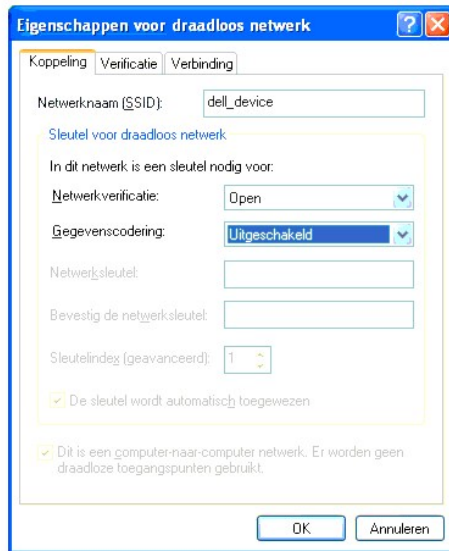 Eigenschappen voor draadloos netwerk
Koppeling Verificatie Verbinding
Netwerknaam (SSID): dell_device
Sleutel voor draadloos netwerk
In dit netwerk is een sleutel nodig voor:
Netwerkverificatie: Open
Gegevenscodering: Uitgeschakeld
Netwerksleutel:
Bevestig de netwerksleutel:
Sleutelindex (geavanceerd): 1
De sleutel wordt automatisch toegewezen
Dit is een computer-naar-computer netwerk. Er worden geen
draadloze toegangspunten gebruikt.
OK Annuleren